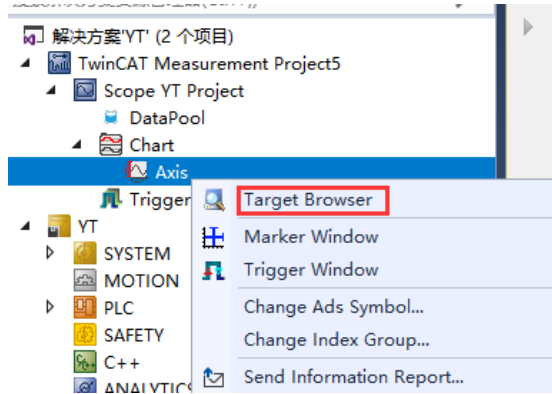 解决方案'YT' (2 个项目)
TwinCAT Measurement Project5
Scope YT Project
DataPool
Chart
Axis
Trigger
Target Browser
YT
Marker Window
SYSTEM
Trigger Window
MOTION
PLC
Change Ads Symbol...
SAFETY
Change Index Group...
C++
ANALYTICS
Send Information Report...